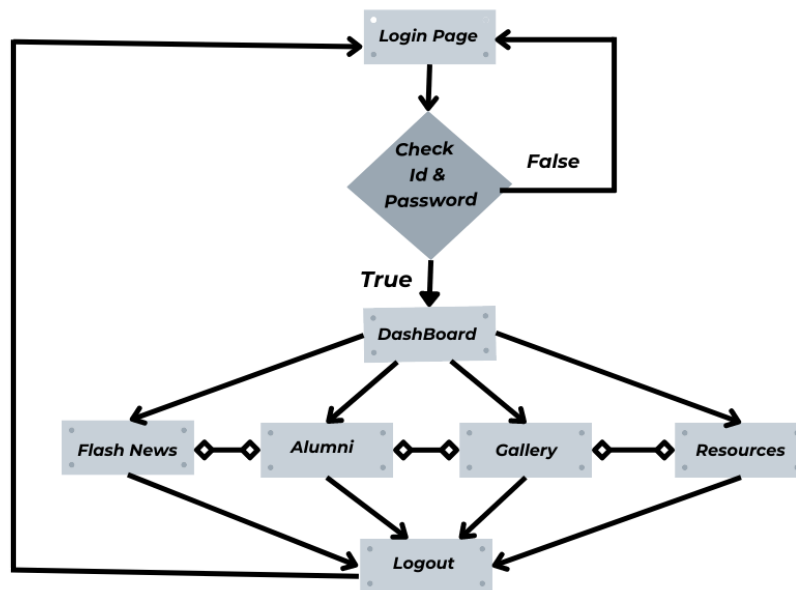 Login Page
Check
Id &
Password
False
True
DashBoard
Flash News
Alumni
Gallery
Resources
Logout